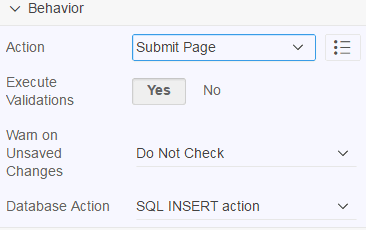 Behavior
Action
Submit Page
Execute
Validations
Yes
No
Warn on
Unsaved
Changes
Do Not Check
Database Action
SQL INSERT action